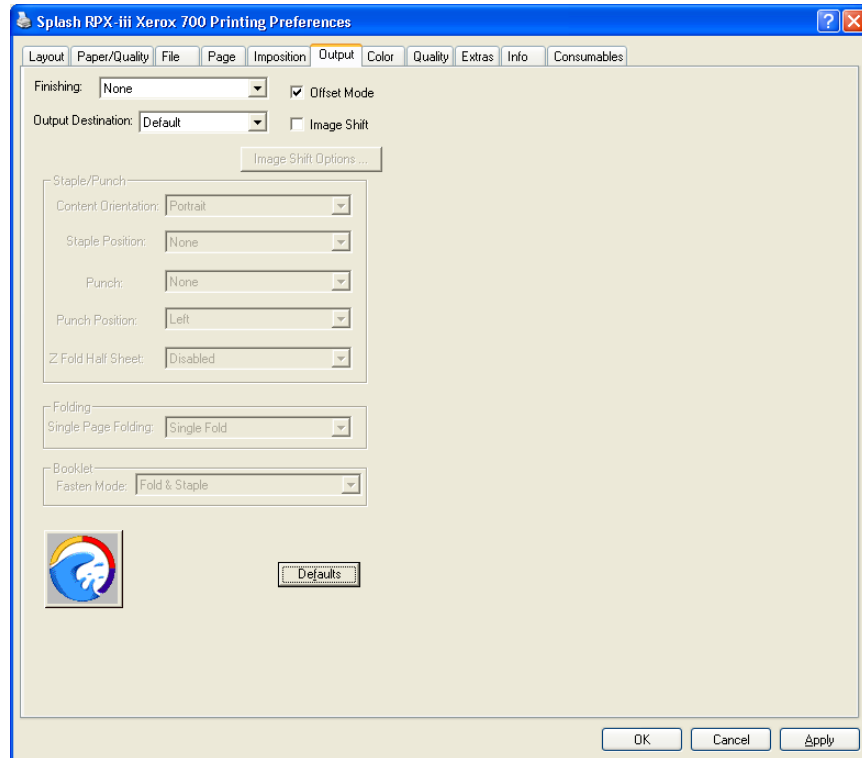 Splash RPX-iii Xerox 700 Printing Preferences
Layout Paper/Quality File Page Imposition Output Color Quality Extras Info Consumables
Finishing: None Offset Mode
Output Destination: Default Image Shift
Image Shift Options ...
Staple/Punch
Content Orientation: Portrait
Staple Position: None
Punch: None
Punch Position: Left
Z Fold Half Sheet: Disabled
Folding
Single Page Folding: Single Fold
Booklet
Fasten Mode: Fold & Staple
Defaults
OK Cancel Apply